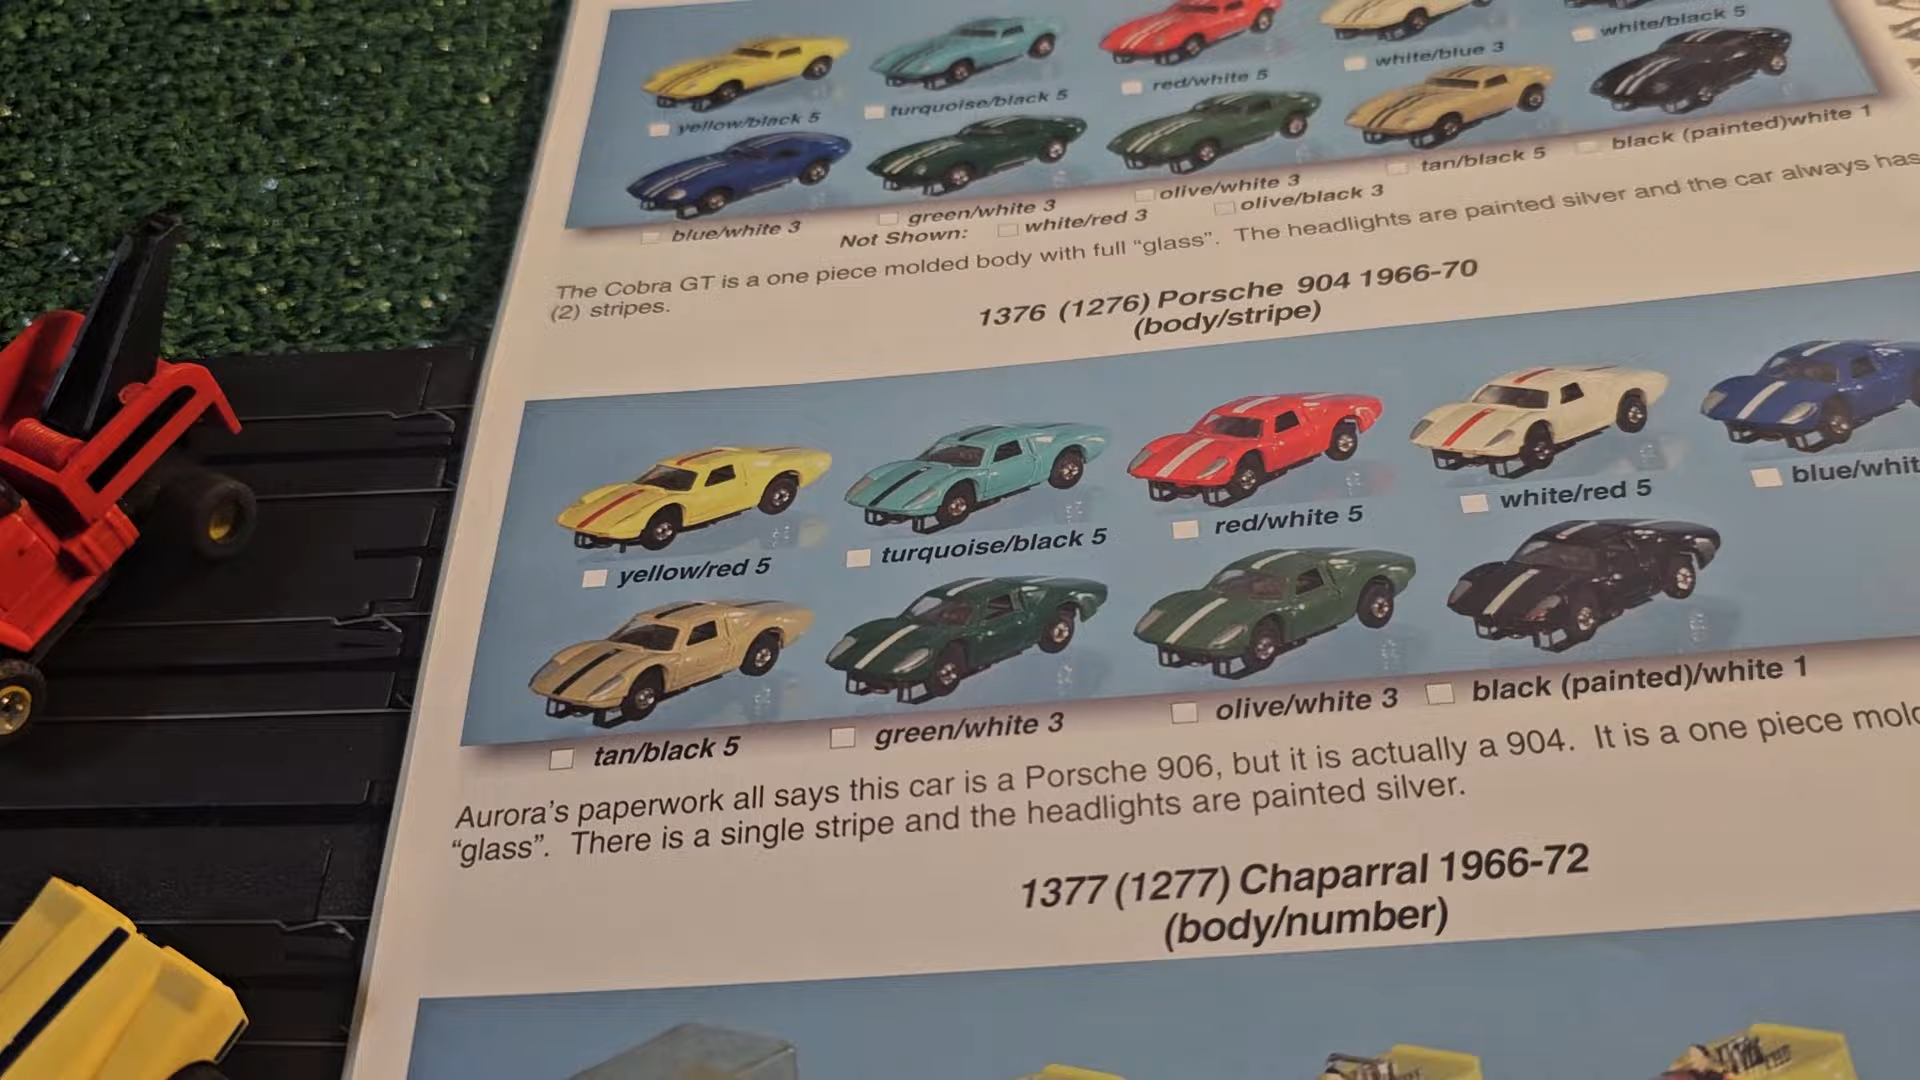 white/black 5
white/blue 3
red/white 5
turquoise/black 5
yellow/black 5
black (painted)white 1
tan/black 5
olive/white 3
olive/black 3
green/white 3
white/red 3
blue/white 3
Not Shown:
The Cobra GT is a one piece molded body with full “glass”. The headlights are painted silver and the car always has
(2) stripes.
1376 (1276) Porsche 904 1966-70
(body/stripe)
yellow/red 5
turquoise/black 5
red/white 5
white/red 5
blue/whit
tan/black 5
green/white 3
olive/white 3
black (painted)/white 1
Aurora’s paperwork all says this car is a Porsche 906, but it is actually a 904. It is a one piece mold
“glass”. There is a single stripe and the headlights are painted silver.
1377 (1277) Chaparral 1966-72
(body/number)